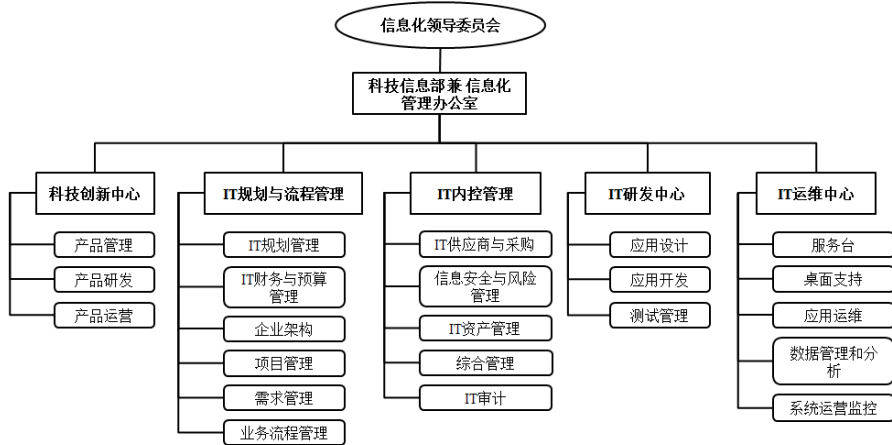 信息化领导委员会
科技信息部兼 信息化
管理办公室
科技创新中心
产品管理
产品研发
产品运营
IT规划与流程管理
IT规划管理
IT财务与预算
管理
企业架构
项目管理
需求管理
业务流程管理
IT内控管理
IT供应商与采购
信息安全与风险
管理
IT资产管理
综合管理
IT审计
IT研发中心
应用设计
应用开发
测试管理
IT运维中心
服务台
桌面支持
应用运维
数据管理和分
析
系统运营监控